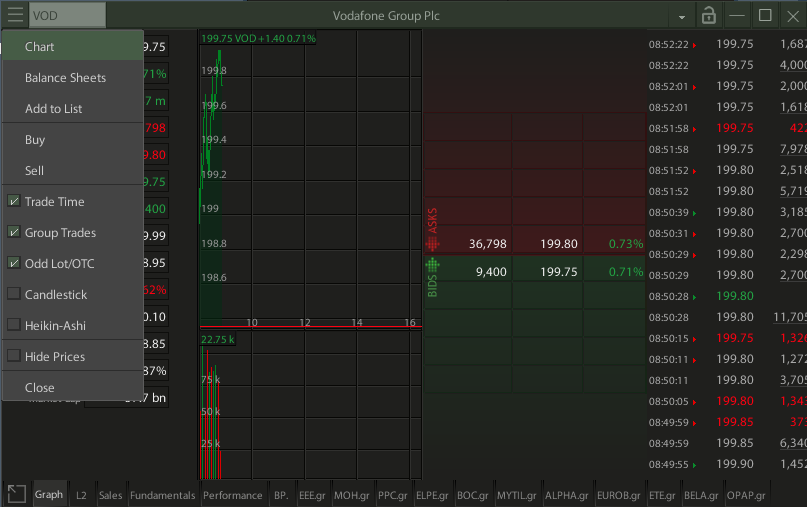 VOD
Vodafone Group Plc
Chart
Balance Sheets
Add to List
Buy
Sell
Trade Time
Group Trades
Odd Lot/OTC
Candlestick
Heikin-Ashi
Hide Prices
Close
9.75
71%
7 m
798
9.80
9.75
400
9.99
8.95
52%
0.10
8.85
87%
bn
199.75 VOD +1.40 0.71%
199.8
199.6
199.4
199.2
199
198.8
198.6
10
12
14
16
22.75 k
75 k
50 k
25 k
ASKS
36,798 199.80 0.73%
BIDS
9,400 199.75 0.71%
08:52:22 199.75 1,687
08:52:22 199.75 4,000
08:52:01 199.75 2,000
08:52:01 199.75 1,618
08:51:58 199.75 422
08:51:58 199.75 7,978
08:51:52 199.80 2,518
08:51:52 199.80 5,719
08:50:39 199.80 3,185
08:50:31 199.80 2,700
08:50:29 199.80 2,298
08:50:29 199.80 2,700
08:50:28 199.80
08:50:28 199.80 11,705
08:50:15 199.75 1,326
08:50:11 199.80 1,272
08:50:11 199.80 3,705
08:50:05 199.80 1,343
08:49:59 199.85 373
08:49:59 199.85 6,340
08:49:55 199.90 1,452
Graph L2 Sales Fundamentals Performance BP. EEE.gr MOH.gr PPC.gr ELPE.gr BOC.gr MYTIL.gr ALPHA.gr EUROB.gr ETE.gr BELA.gr OPAP.gr